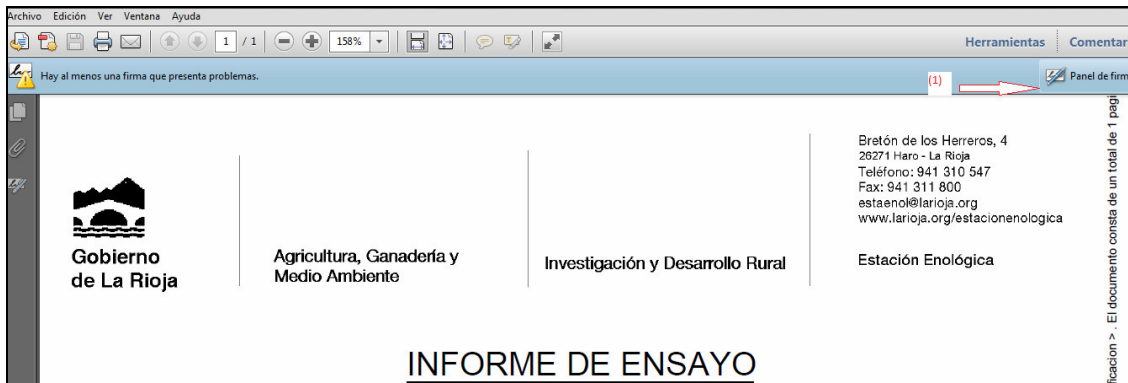 Archivo Edición Ver Ventana Ayuda
1 / 1 158% Herramientas Comentar
Hay al menos una firma que presenta problemas.
(1)
Panel de firm
Bretón de los Herreros, 4
26271 Haro - La Rioja
Teléfono: 941 310 547
Fax: 941 311 800
estaenol@larioja.org
www.larioja.org/estacionenologica
Gobierno
de La Rioja
Agricultura, Ganadería y
Medio Ambiente
Investigación y Desarrollo Rural
Estación Enológica
INFORME DE ENSAYO
ficacion > . El documento consta de un total de 1 pagi